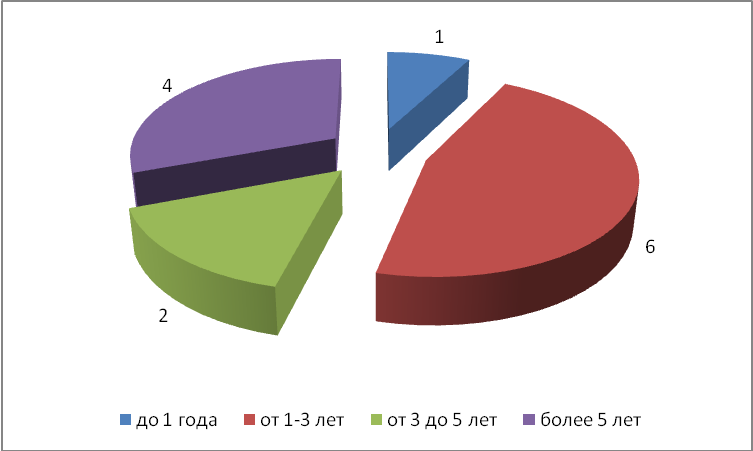 1
4
6
2
до 1 года от 1-3 лет от 3 до 5 лет более 5 лет